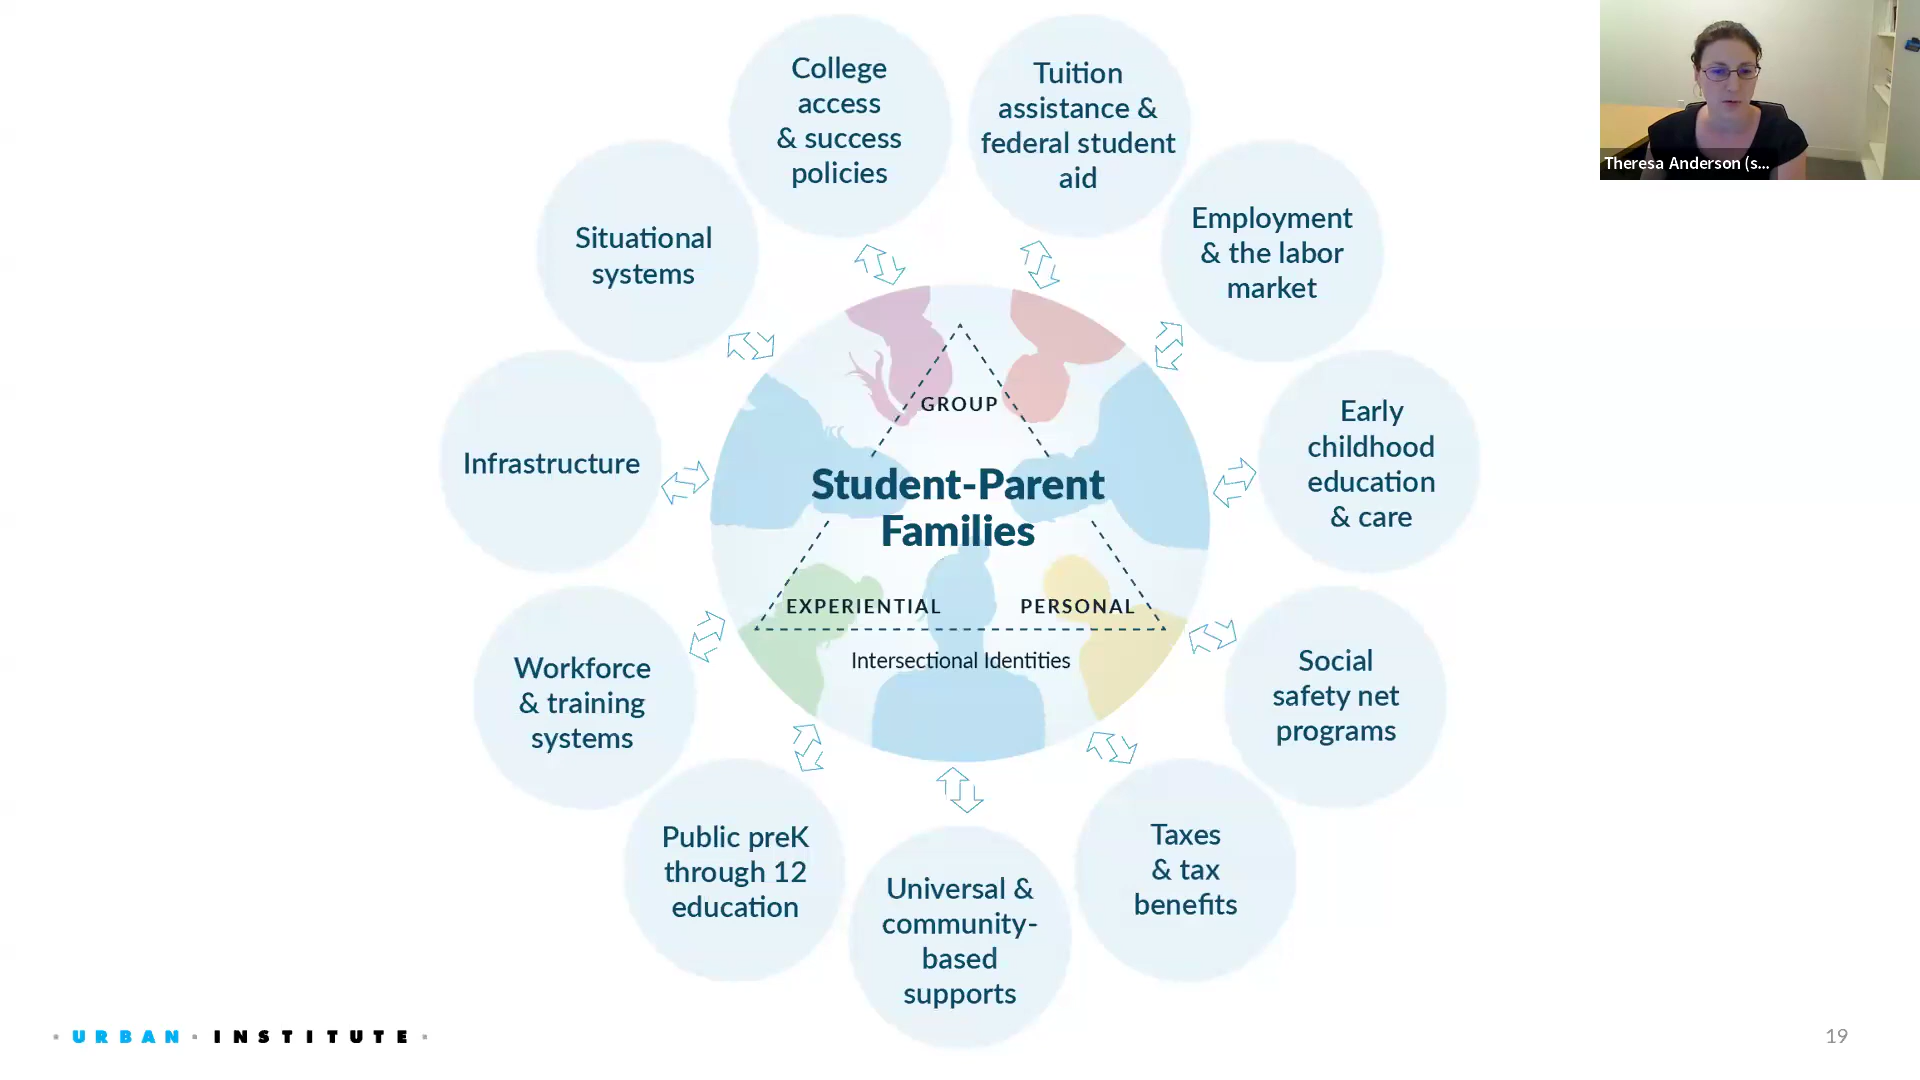 College
access
& success
policies
Tuition
assistance &
federal student
aid
Theresa Anderson (s...
Situational
systems
Employment
& the labor
market
Infrastructure
GROUP
Early
childhood
education
& care
Student-Parent
Families
EXPERIENTIAL
PERSONAL
Intersectional Identities
Workforce
& training
systems
Social
safety net
programs
Public preK
through 12
education
Universal &
community-
based
supports
Taxes
& tax
benefits
URBAN · INSTITUTE
19